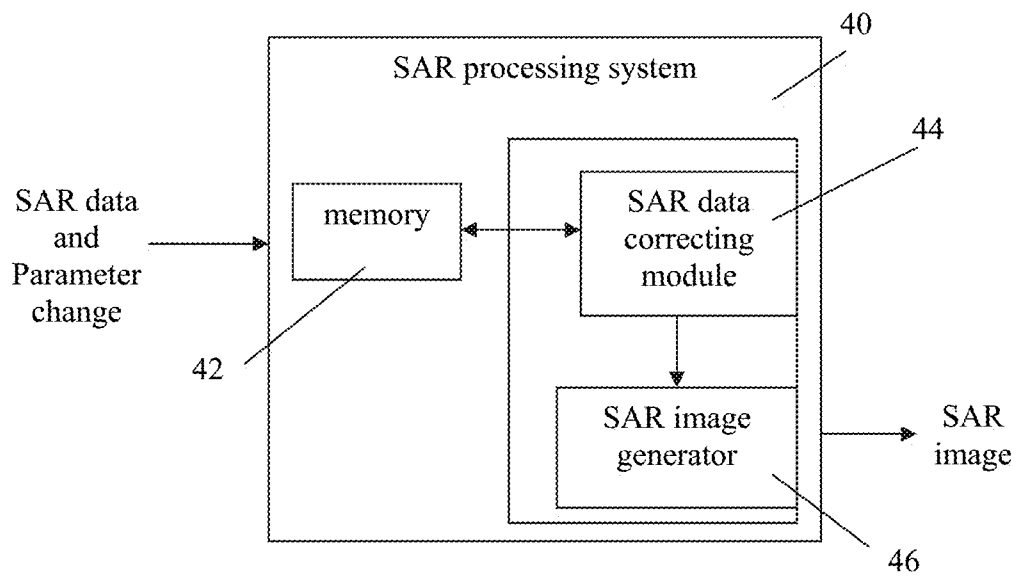 40
SAR processing system
44
SAR data
and
Parameter
change
memory
SAR data
correcting
module
42
SAR image
generator
SAR
image
46